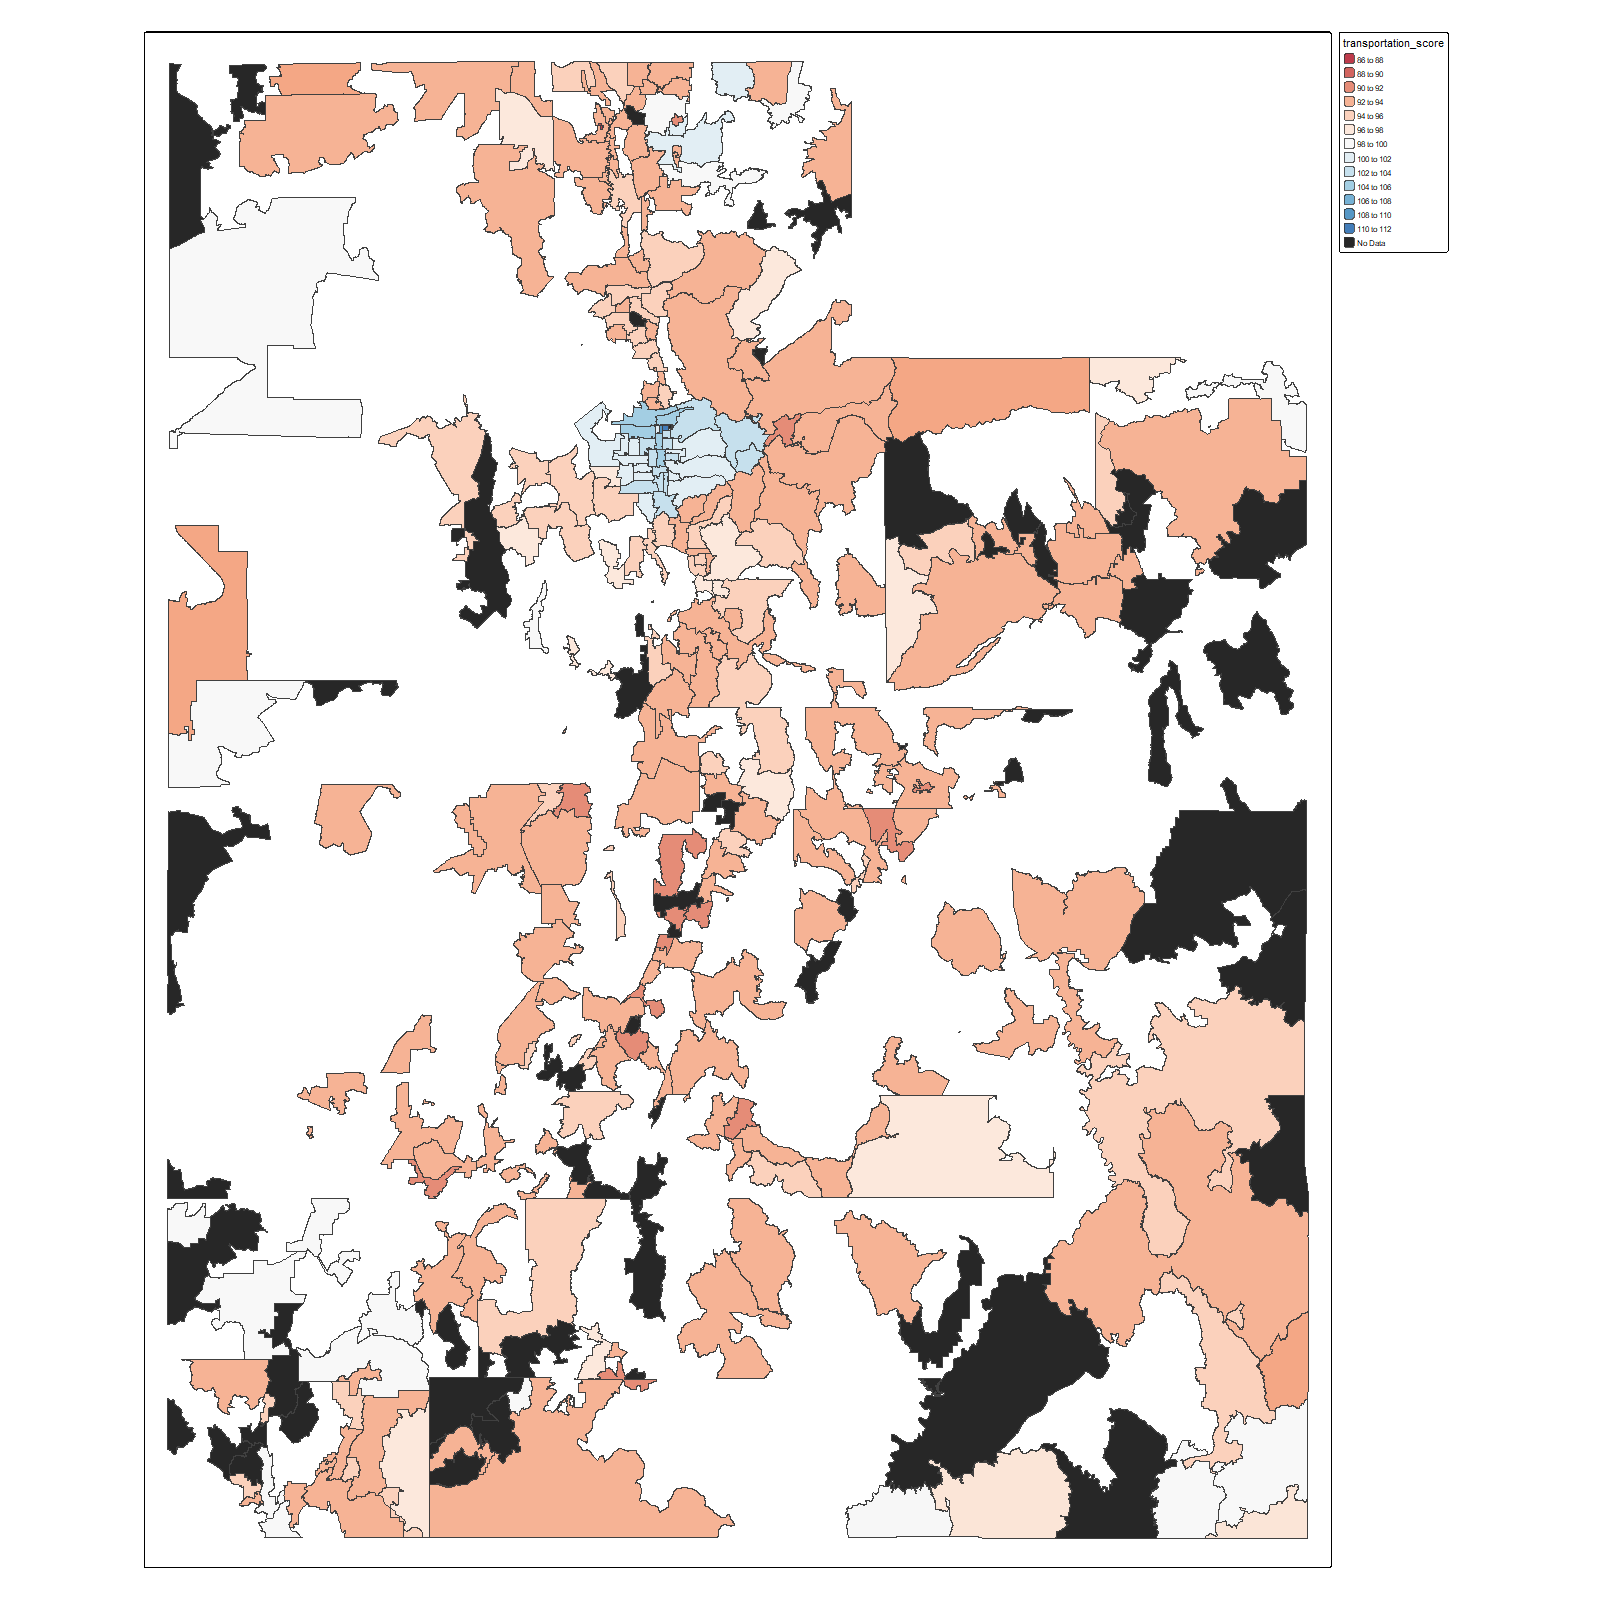 transportation_score
86 to 88
88 to 90
90 to 92
92 to 94
94 to 96
96 to 98
98 to 100
100 to 102
102 to 104
104 to 106
106 to 108
108 to 110
110 to 112
No Data